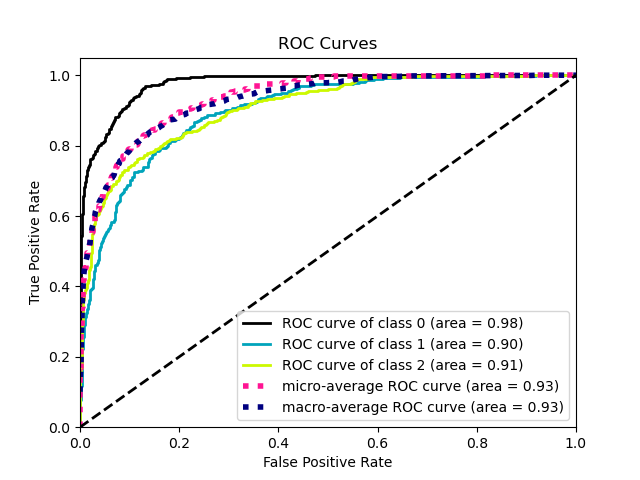 ROC Curves
True Positive Rate
1.0
0.8
0.6
0.4
0.2
0.0
ROC curve of class 0 (area = 0.98)
ROC curve of class 1 (area = 0.90)
ROC curve of class 2 (area = 0.91)
micro-average ROC curve (area = 0.93)
macro-average ROC curve (area = 0.93)
0.0 0.2 0.4 0.6 0.8 1.0
False Positive Rate